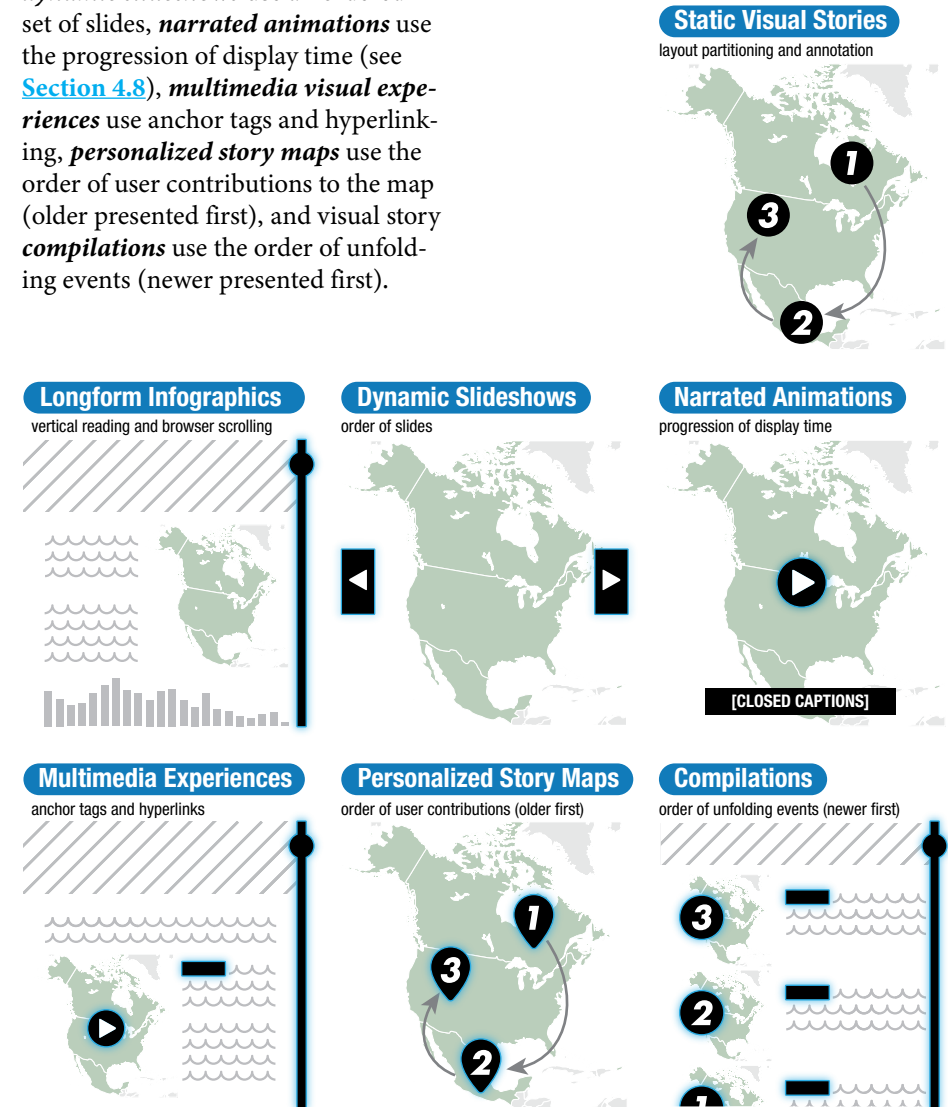 set of slides, narrated animations use
the progression of display time (see
Section 4.8), multimedia visual expe-
riences use anchor tags and hyperlink-
ing, personalized story maps use the
order of user contributions to the map
(older presented first), and visual story
compilations use the order of unfold-
ing events (newer presented first).
Static Visual Stories
layout partitioning and annotation
1
3
2
Longform Infographics
vertical reading and browser scrolling
Dynamic Slideshows
order of slides
Narrated Animations
progression of display time
[CLOSED CAPTIONS]
Multimedia Experiences
anchor tags and hyperlinks
Personalized Story Maps
order of user contributions (older first)
1
3
2
Compilations
order of unfolding events (newer first)
3
2
1